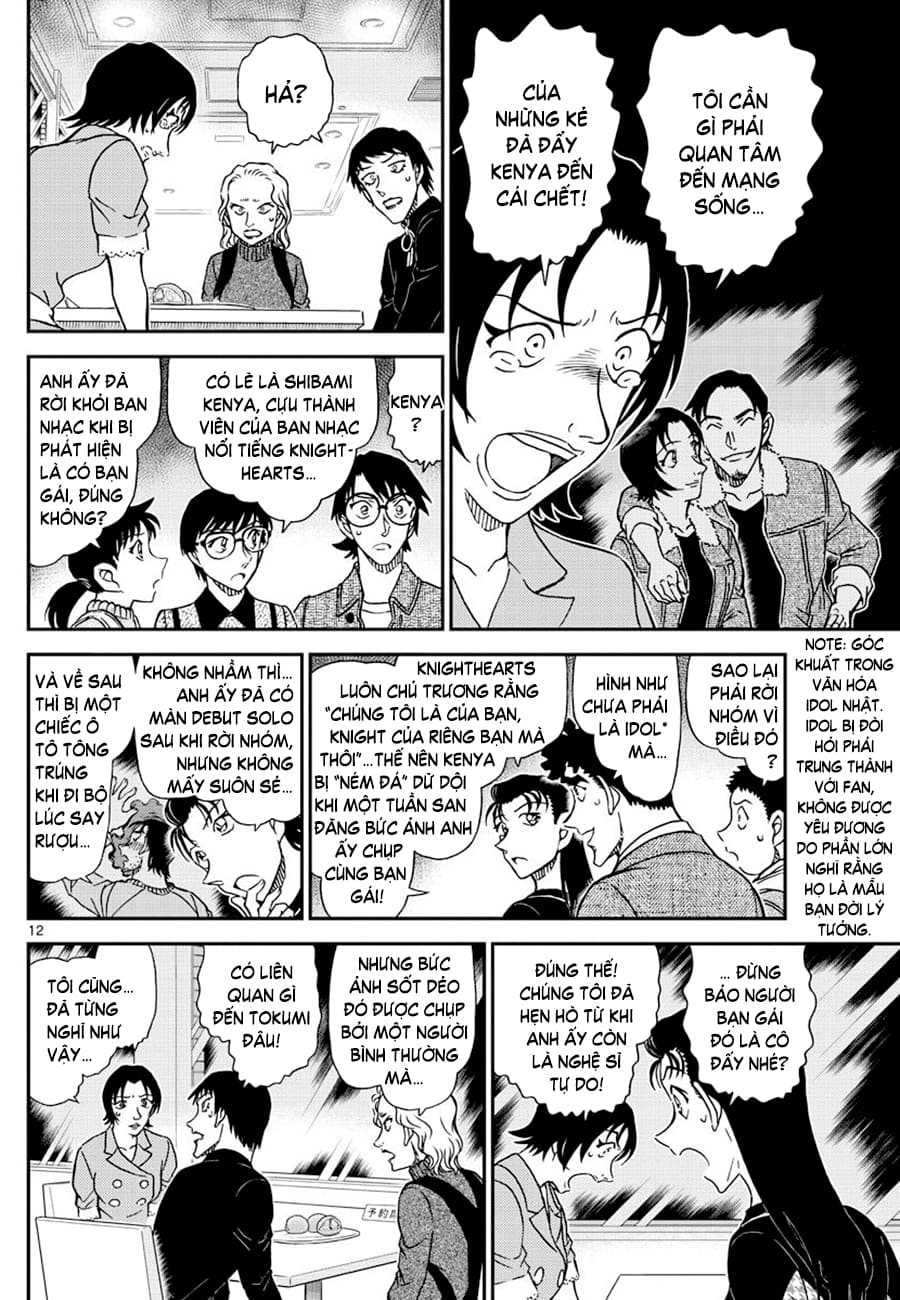 TÔI CẦN
GÌ PHẢI
QUAN TÂM
ĐẾN MẠNG
SỐNG...
CỦA
NHỮNG KẺ
ĐÃ ĐẨY
KENYA ĐẾN
CÁI CHẾT!
HẢ?
KENYA
?
CÓ LẼ LÀ SHIBAMI
KENYA, CỰU THÀNH
VIÊN CỦA BAN NHẠC
NỔI TIẾNG KNIGHT-
HEARTS...
ANH ẤY ĐÃ
RỜI KHỎI BAN
NHẠC KHI BỊ
PHÁT HIỆN
LÀ CÓ BẠN
GÁI, ĐÚNG
KHÔNG?
NOTE: GÓC
KHUẤT TRONG
VĂN HÓA
IDOL NHẬT.
IDOL BỊ ĐÒI
HỎI PHẢI
TRUNG THÀNH
VỚI FAN,
KHÔNG ĐƯỢC
YÊU ĐƯƠNG
DO PHẦN LỚN
NGHĨ RẰNG
HỌ LÀ MẪU
BẠN ĐỜI LÝ
TƯỞNG.
SAO LẠI
PHẢI RỜI
NHÓM VÌ
ĐIỀU ĐÓ
?
HÌNH NHƯ
CHƯA PHẢI
LÀ IDOL*
MÀ...
KNIGHTHEARTS
LUÔN CHỦ TRƯƠNG RẰNG
“CHÚNG TÔI LÀ CỦA BẠN,
KNIGHT CỦA RIÊNG BẠN MÀ
THÔI”...THẾ NÊN KENYA
BỊ “NÉM ĐÁ” DỮ DỘI
KHI MỘT TUẦN SAN
ĐĂNG BỨC ẢNH ANH
ẤY CHỤP
CÙNG BẠN
GÁI!
KHÔNG NHẦM THÌ...
ANH ẤY ĐÃ CÓ
MÀN DEBUT SOLO
SAU KHI RỜI NHÓM,
NHƯNG KHÔNG
MẤY SUÔN SẺ...
VÀ VỀ SAU
THÌ BỊ MỘT
CHIẾC Ô
TÔ TÔNG
TRÚNG
KHI ĐI BỘ
LÚC SAY
RƯỢU...
12
... ĐỪNG
BẢO NGƯỜI
BẠN GÁI
ĐÓ LÀ CÔ
ĐẤY NHÉ?
ĐÚNG THẾ!
CHÚNG TÔI ĐÃ
HẸN HÒ TỪ KHI
ANH ẤY CÒN
LÀ NGHỆ SĨ
TỰ DO!
NHƯNG BỨC
ẢNH SỐT DẺO
ĐÓ ĐƯỢC CHỤP
BỞI MỘT NGƯỜI
BÌNH THƯỜNG
MÀ...
CÓ LIÊN
QUAN GÌ
ĐẾN TOKUMI
ĐÂU!
TÔI CŨNG...
ĐÃ TỪNG
NGHĨ NHƯ
VẬY...
予約